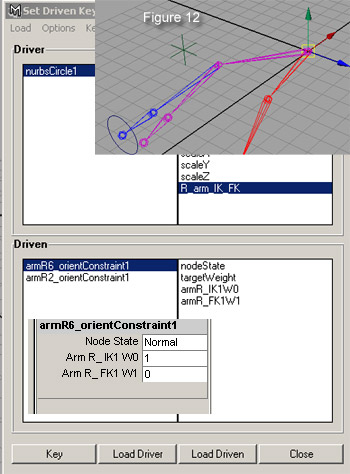 Set Driven Key
Figure 12
Load Options
Driver
nurbsCircle1
scaleY
scaleZ
R_arm_IK_FK
Driven
armR6_orientConstraint1
armR2_orientConstraint1
nodeState
targetWeight
armR_IK1W0
armR_FK1W1
armR6_orientConstraint1
Node State Normal
Arm R_ IK1 W0 1
Arm R_ FK1 W1 0
Key Load Driver Load Driven Close